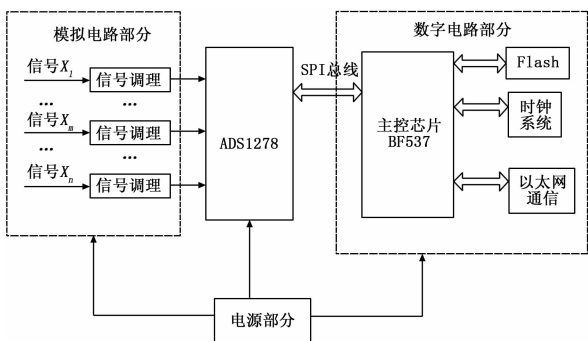 模拟电路部分
信号X1
信号调理
...
...
信号Xm
信号调理
...
...
信号Xn
信号调理
ADS1278
SPI总线
数字电路部分
主控芯片
BF537
Flash
时钟
系统
以太网
通信
电源部分